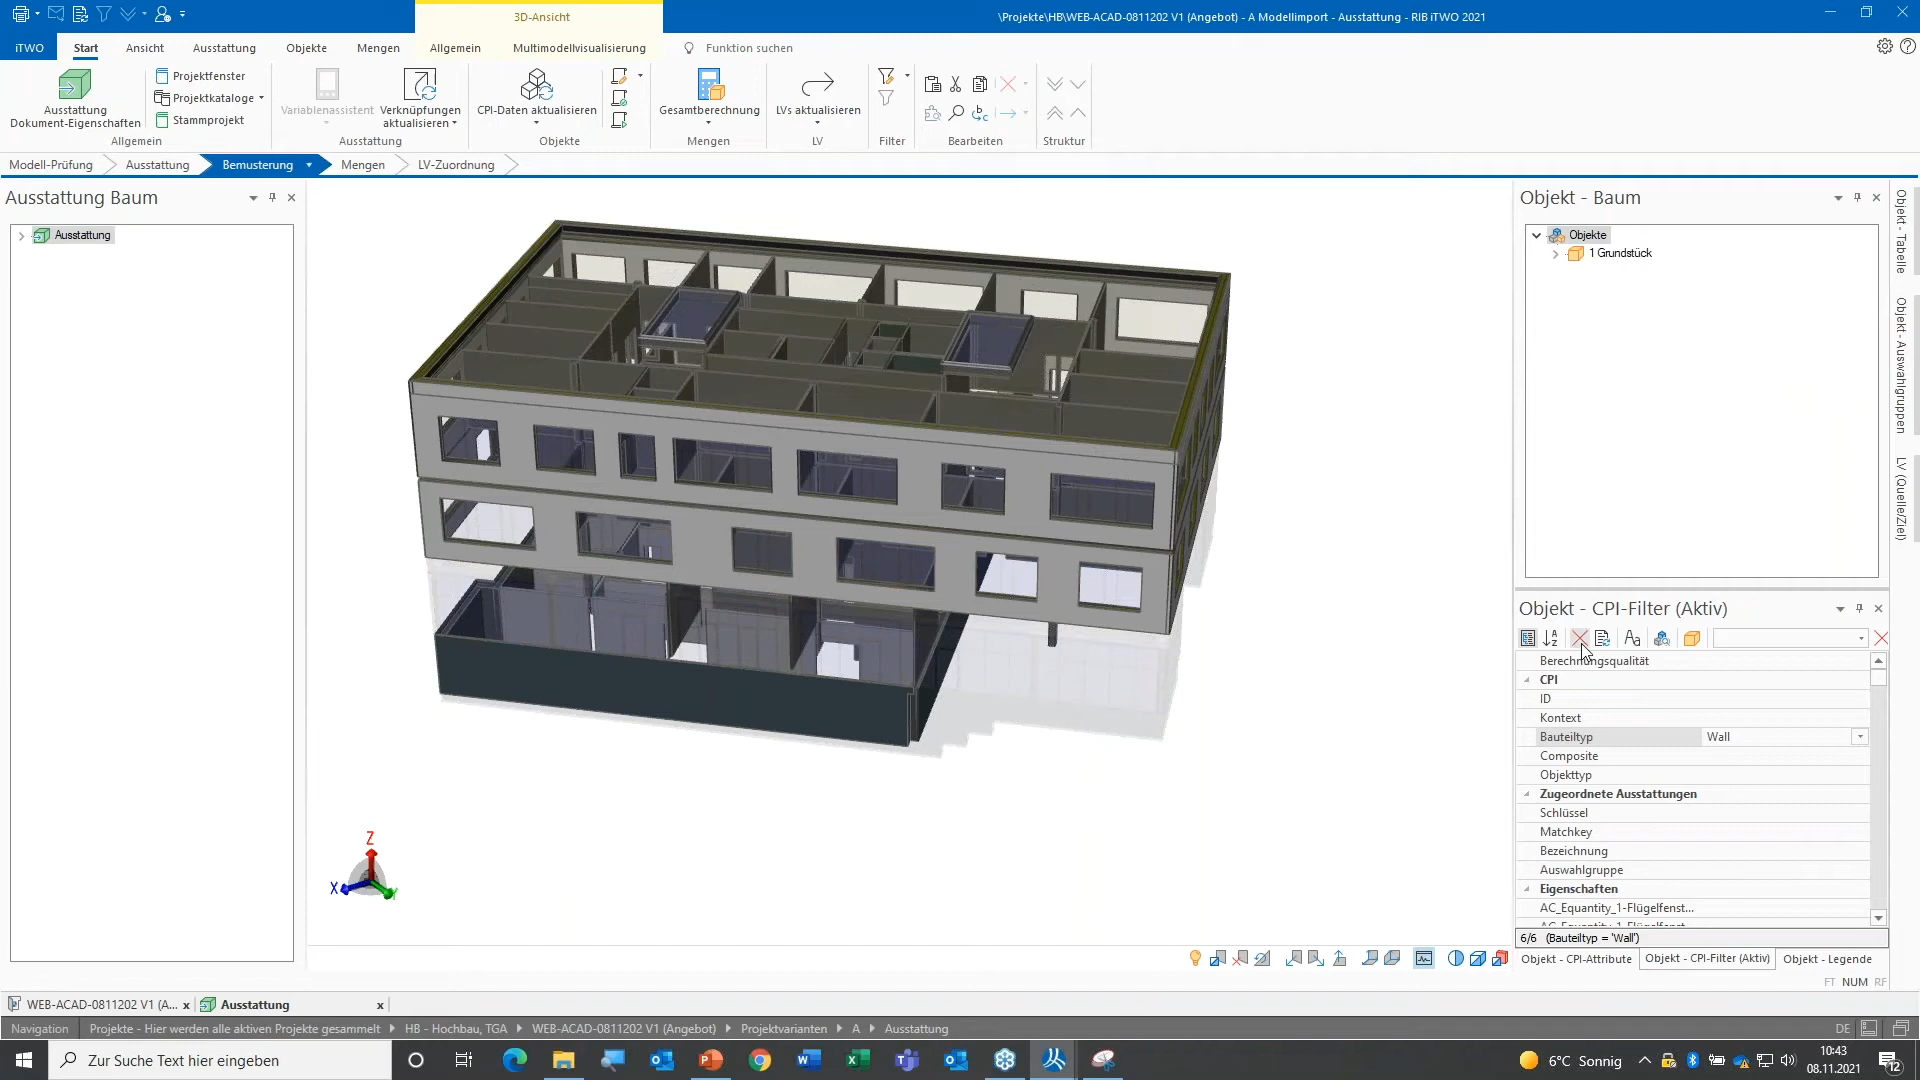 3D-Ansicht
\Projekte\HB\WEB-ACAD-0811202 V1 (Angebot) - A Modellimport - Ausstattung - RIB iTWO 2021
iTWO Start Ansicht Ausstattung Objekte Mengen Allgemein Multimodellvisualisierung Funktion suchen
Ausstattung
Dokument-Eigenschaften
Projektfenster
Projektkataloge
Stammprojekt
Allgemein
Variablenassistent
Verknüpfungen
aktualisieren
Ausstattung
CPI-Daten aktualisieren
Objekte
Gesamtberechnung
Mengen
LVs aktualisieren
LV
Filter
Bearbeiten
Struktur
Modell-Prüfung Ausstattung Bemusterung Mengen LV-Zuordnung
Ausstattung Baum
Ausstattung
Z
X
Y
Objekt - Baum
Objekte
1 Grundstück
Objekt - Tabelle
Objekt - Auswahlgruppen
LV (Quelle/Ziel)
Objekt - CPI-Filter (Aktiv)
Berechnungsqualität
CPI
ID
Kontext
Bauteiltyp Wall
Composite
Objekttyp
Zugeordnete Ausstattungen
Schlüssel
Matchkey
Bezeichnung
Auswahlgruppe
Eigenschaften
AC_Equantity_1-Flügelfenst...
6/6 (Bauteiltyp = 'Wall')
Objekt - CPI-Attribute Objekt - CPI-Filter (Aktiv) Objekt - Legende
FT NUM RF
WEB-ACAD-0811202 V1 (A... x Ausstattung x
Navigation Projekte - Hier werden alle aktiven Projekte gesammelt HB - Hochbau, TGA WEB-ACAD-0811202 V1 (Angebot) Projektvarianten A Ausstattung DE
Zur Suche Text hier eingeben
6°C Sonnig
10:43
08.11.2021
12